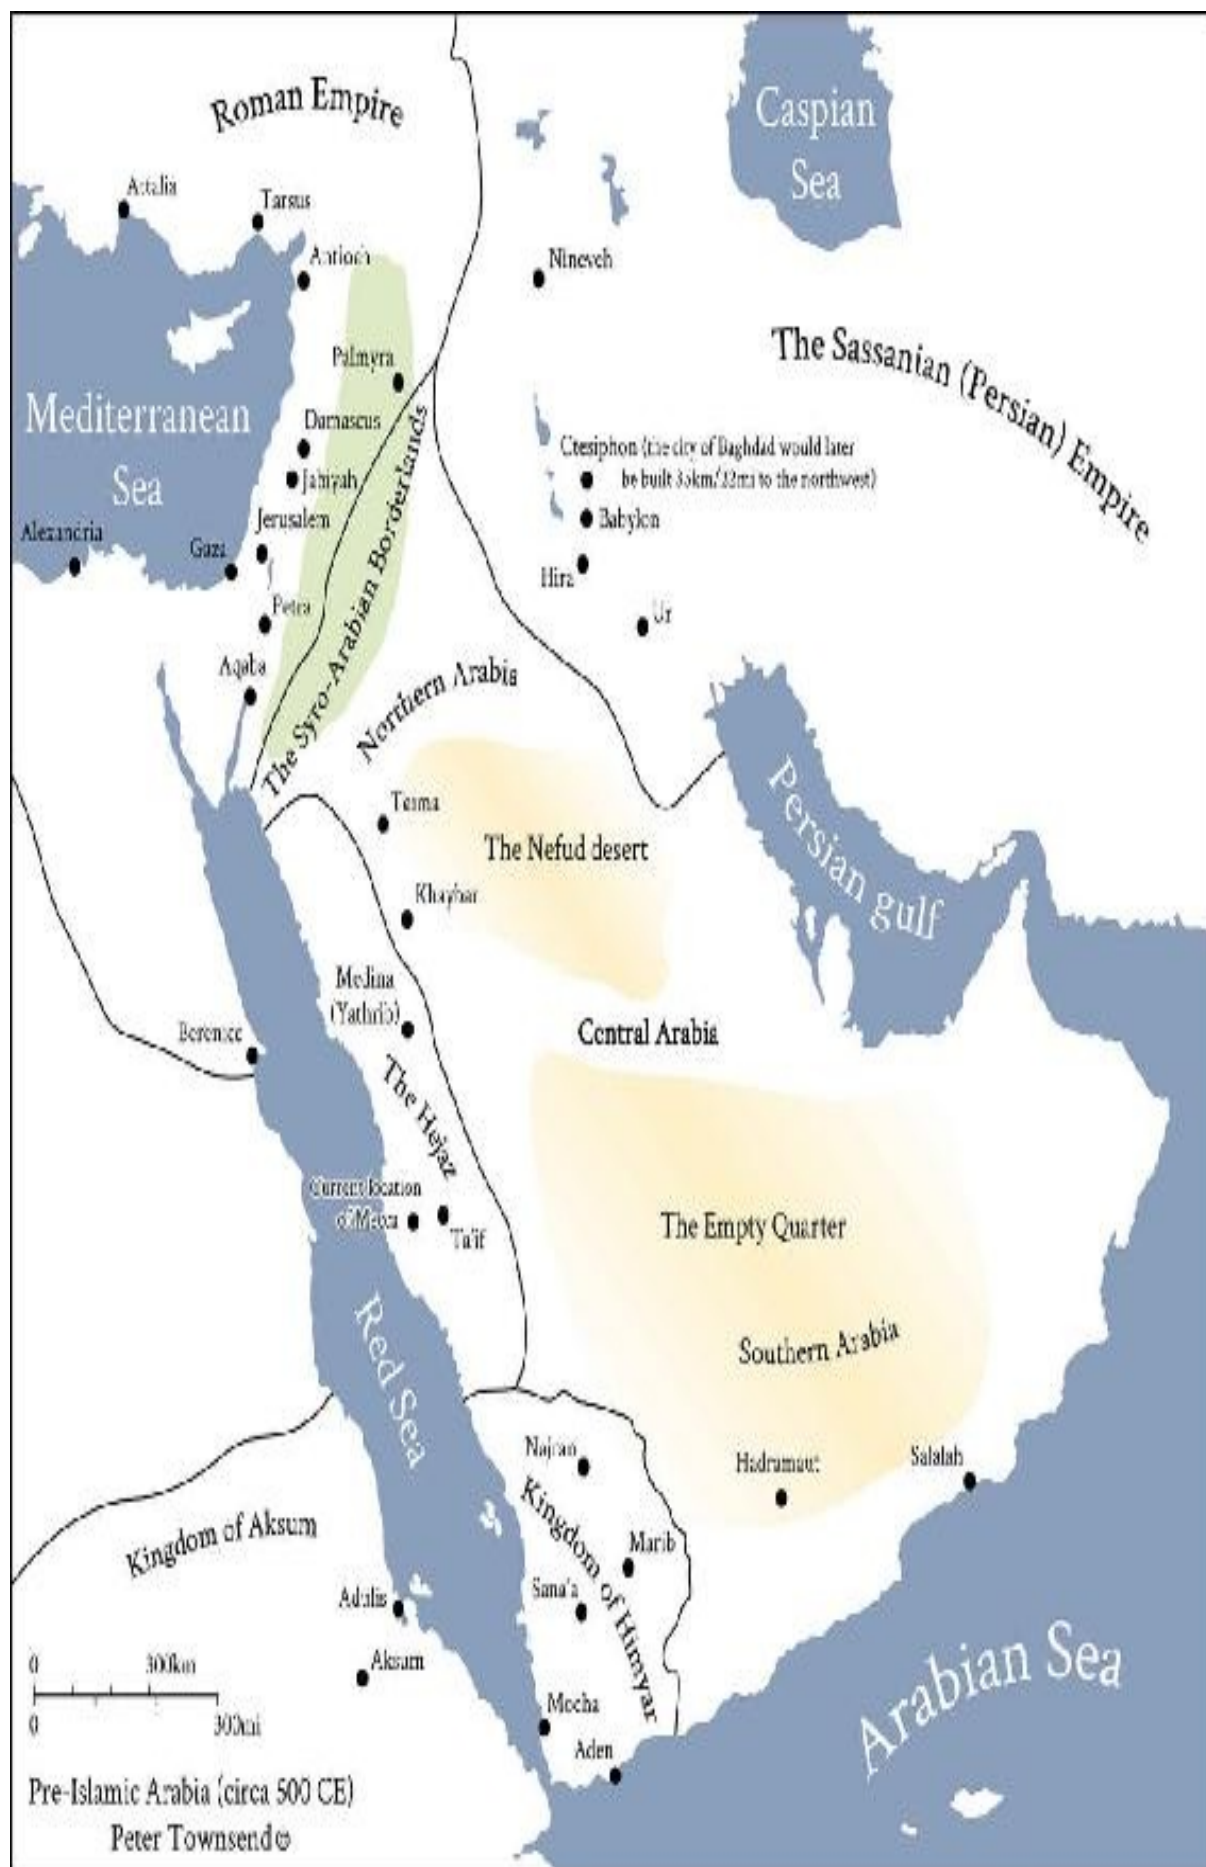 Roman Empire
Caspian
Sea
Attalia
Tarsus
Antioch
Nineveh
The Sassanian (Persian) Empire
Palmyra
Mediterranean
Sea
Damascus
Jabiyah
Ctesiphon (the city of Baghdad would later
be built 35km/22mi to the northwest)
Babylon
Jerusalem
Alexandria
Gaza
Hira
Ur
Petra
Aqaba
The Syro-Arabian Borderlands
Northern Arabia
Persian gulf
Teima
The Nefud desert
Khaybar
Medina
(Yathrib)
Central Arabia
Berenice
The Hejaz
Current location
of Mecca
Ta'if
The Empty Quarter
Red Sea
Southern Arabia
Najran
Hadramaut
Salalah
Kingdom of Aksum
Kingdom of Himyar
Marib
Sana'a
Adulis
Aksum
Arabian Sea
0 300km
0 300mi
Mocha
Aden
Pre-Islamic Arabia (circa 500 CE)
Peter Townsend©